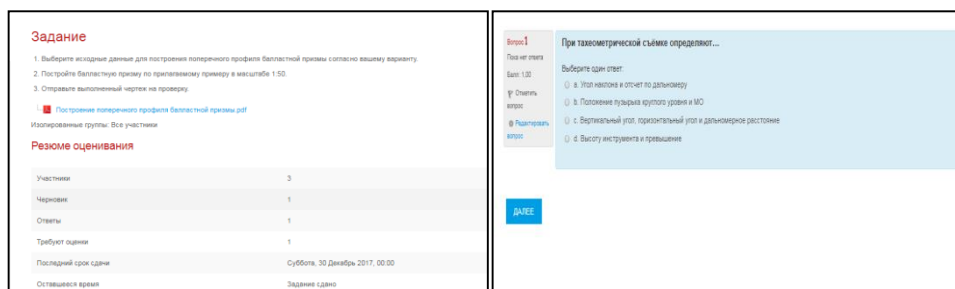 Задание
1. Выберите исходные данные для построения поперечного профиля балластной призмы согласно вашему варианту.
2. Постройте балластную призму по прилагаемому примеру в масштабе 1:50.
3. Отправьте выполненный чертеж на проверку.
Построение поперечного профиля балластной призмы.pdf
Изолированные группы: Все участники
Резюме оценивания
Участники 3
Черновик 1
Ответы 1
Требуют оценки 1
Последний срок сдачи Суббота, 30 Декабрь 2017, 00:00
Оставшееся время Задание сдано
Вопрос 1
Пока нет ответа
Балл: 1,00
Отметить
вопрос
Редактировать
вопрос
При тахеометрической съёмке определяют...
Выберите один ответ:
a. Угол наклона и отсчет по дальномеру
b. Положение пузырька круглого уровня и МО
c. Вертикальный угол, горизонтальный угол и дальномерное расстояние
d. Высоту инструмента и превышение
ДАЛЕЕ